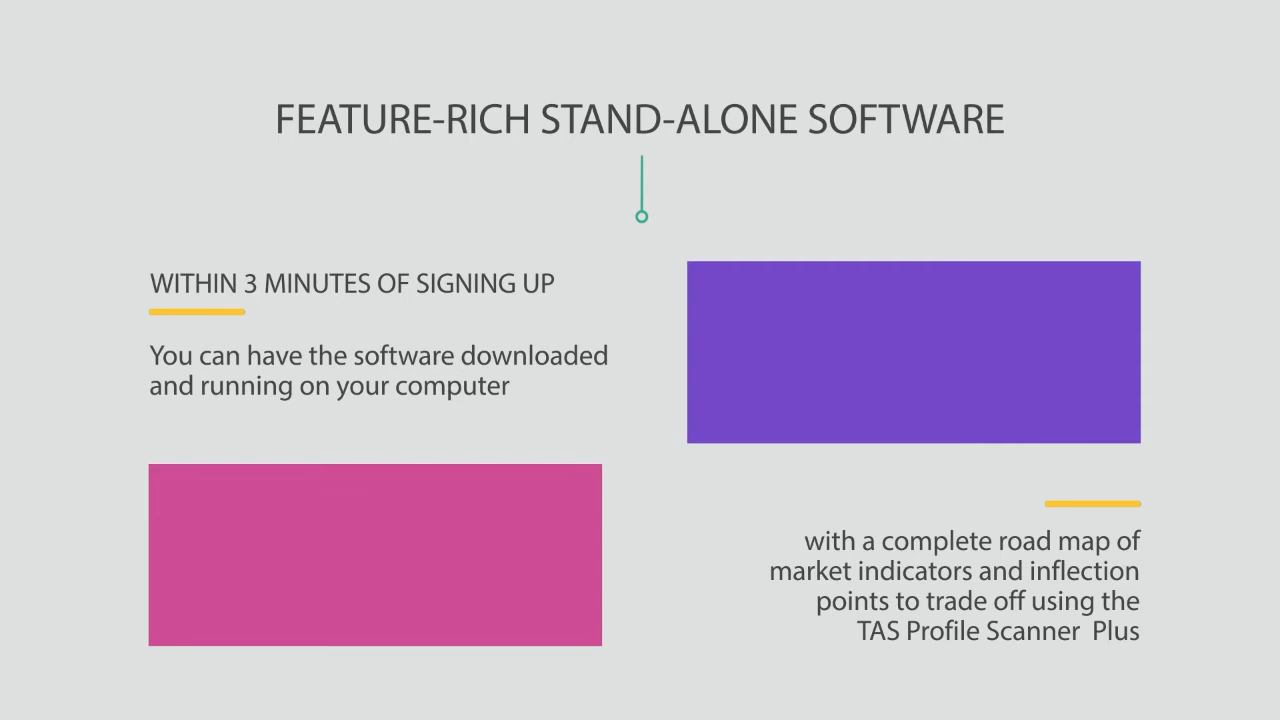 FEATURE-RICH STAND-ALONE SOFTWARE
WITHIN 3 MINUTES OF SIGNING UP
You can have the software downloaded
and running on your computer
with a complete road map of
market indicators and inflection
points to trade off using the
TAS Profile Scanner  Plus